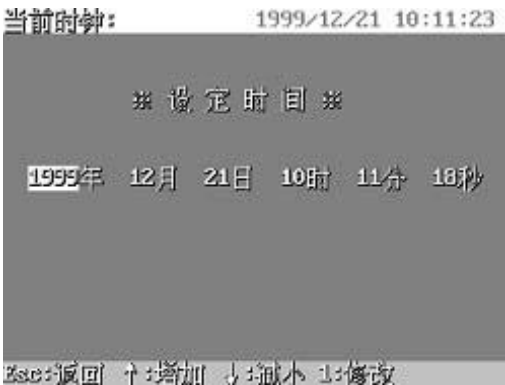 当前时钟: 1999/12/21 10:11:23
※ 设 定 时 间 ※
1999年 12月 21日 10时 11分 18秒
Esc:返回 ↑:增加 ↓:减小 1:修改